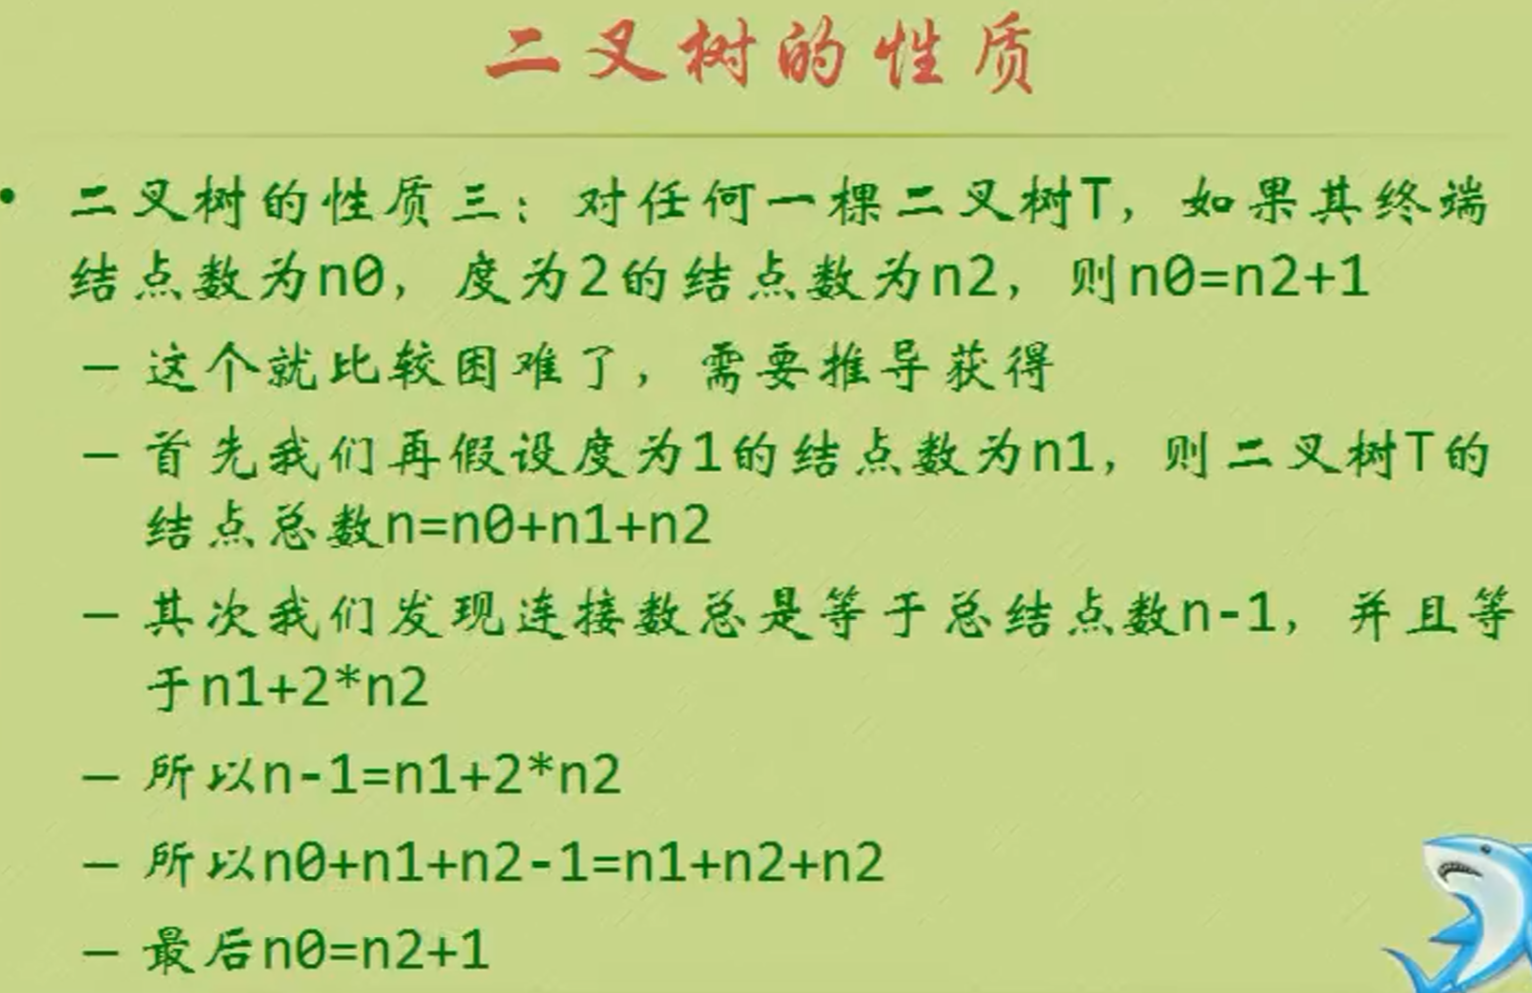 二叉树的性质
• 二叉树的性质三：对任何一棵二叉树T，如果其终端
结点数为n0，度为2的结点数为n2，则n0=n2+1
– 这个就比较困难了，需要推导获得
– 首先我们再假设度为1的结点数为n1，则二叉树T的
结点总数n=n0+n1+n2
– 其次我们发现连接数总是等于总结点数n-1，并且等
于n1+2*n2
– 所以n-1=n1+2*n2
– 所以n0+n1+n2-1=n1+n2+n2
– 最后n0=n2+1